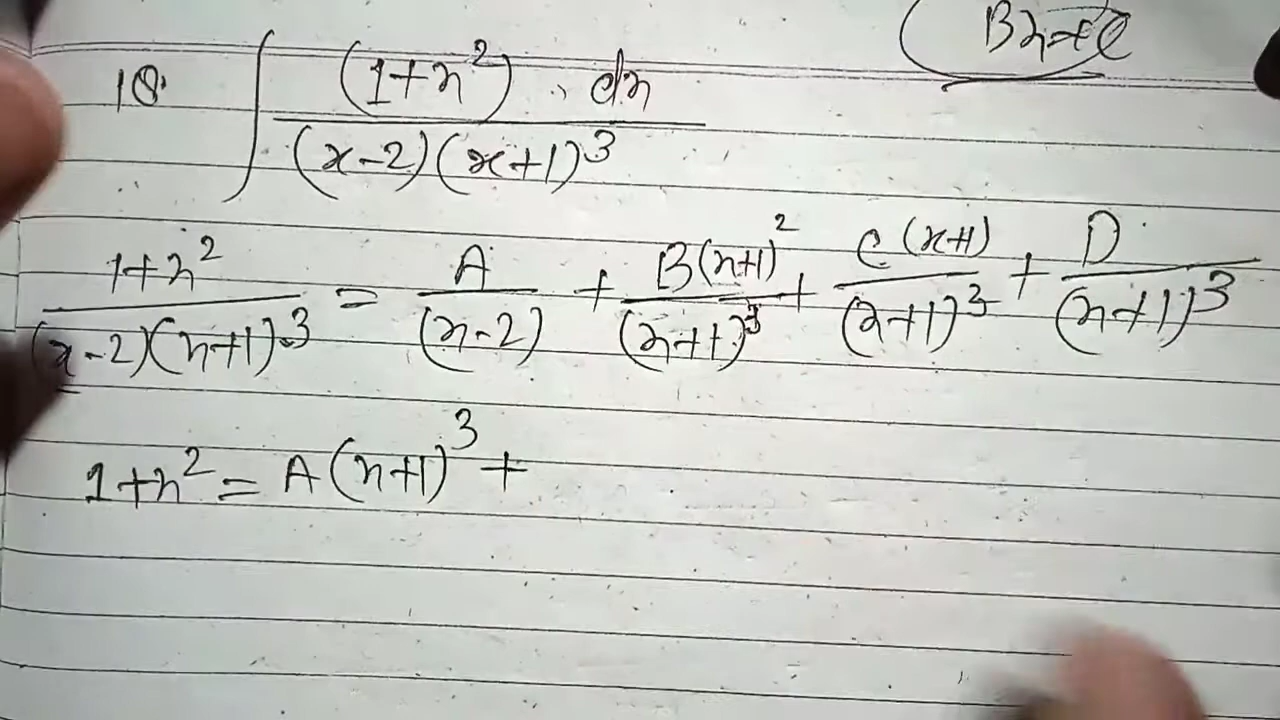 Bx+C
18. ∫ (1+x²) . dx / (x-2)(x+1)³
1+x² / (x-2)(x+1)³ = A / (x-2) + B(x+1)² / (x+1)³ + C(x+1) / (x+1)³ + D / (x+1)³
1+x² = A(x+1)³ +